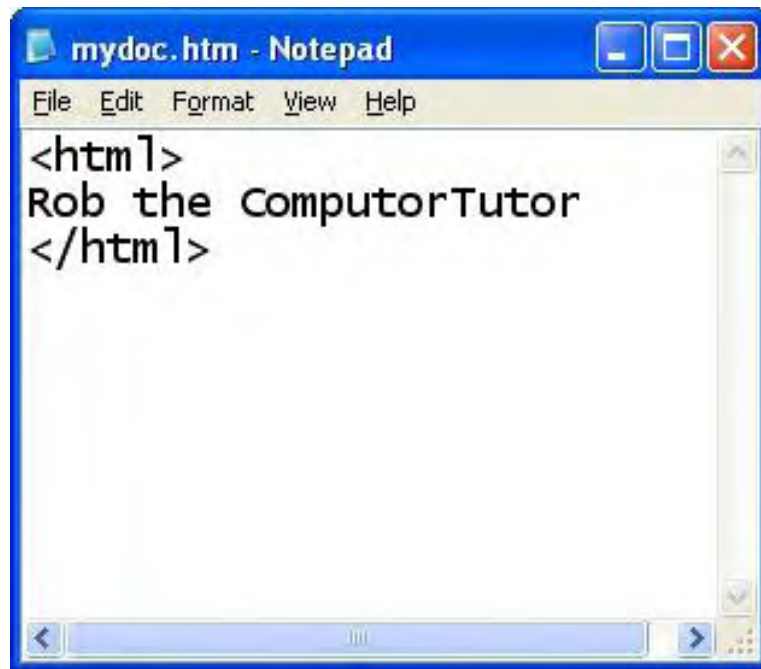 mydoc.htm - Notepad
File Edit Format View Help
<html>
Rob the ComputorTutor
</html>